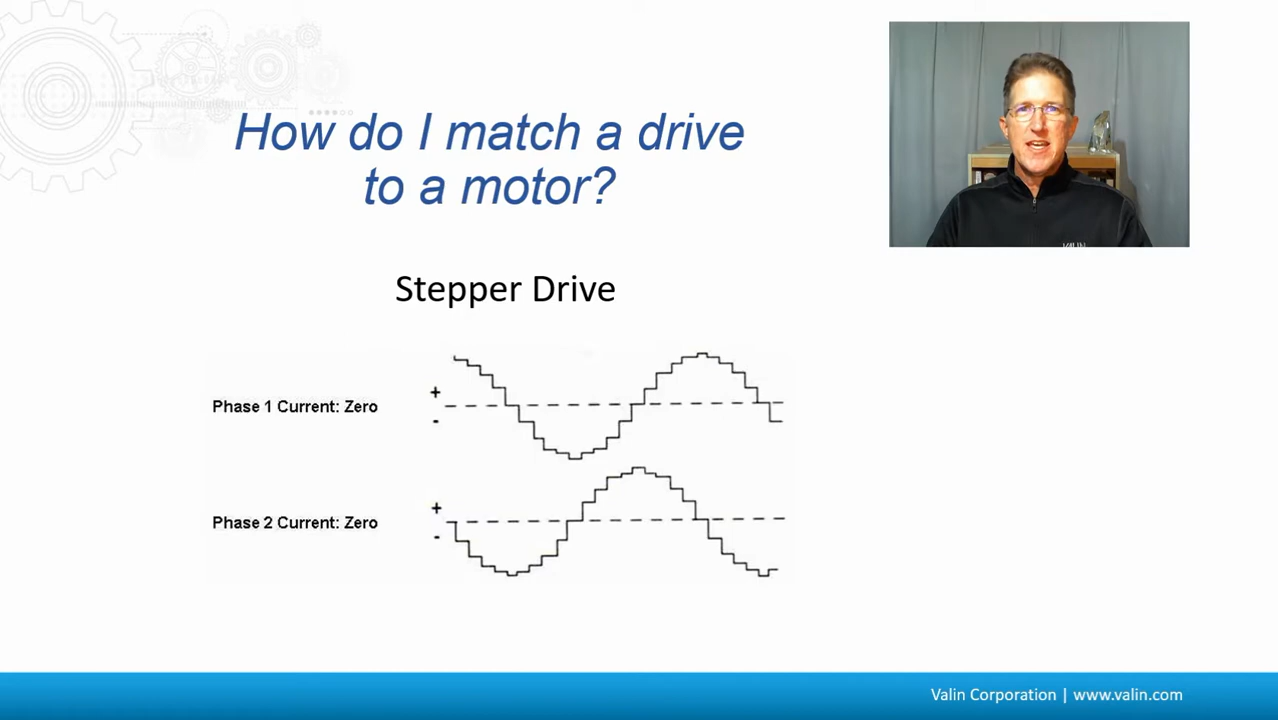 How do I match a drive
to a motor?
Stepper Drive
Phase 1 Current: Zero
+
-
Phase 2 Current: Zero
+
-
VALIN
Valin Corporation | www.valin.com